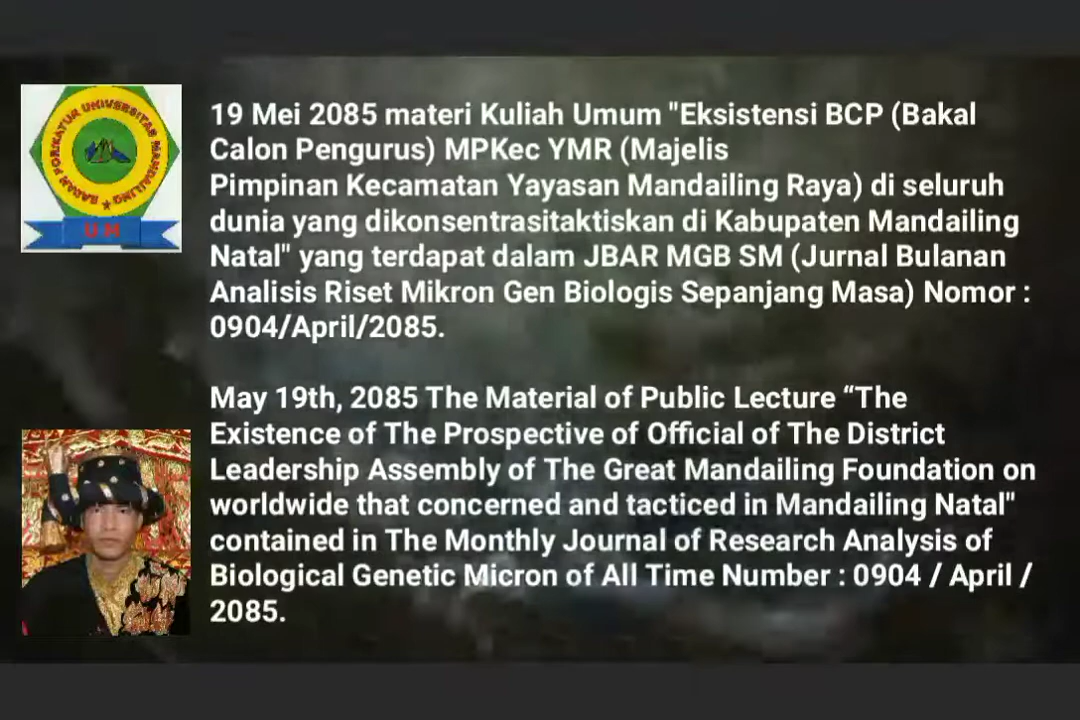 BADAN PORIKATUR UNIVERSITAS MANDAILING
UM
19 Mei 2085 materi Kuliah Umum "Eksistensi BCP (Bakal
Calon Pengurus) MPKec YMR (Majelis
Pimpinan Kecamatan Yayasan Mandailing Raya) di seluruh
dunia yang dikonsentrasitaktiskan di Kabupaten Mandailing
Natal" yang terdapat dalam JBAR MGB SM (Jurnal Bulanan
Analisis Riset Mikron Gen Biologis Sepanjang Masa) Nomor :
0904/April/2085.
May 19th, 2085 The Material of Public Lecture “The
Existence of The Prospective of Official of The District
Leadership Assembly of The Great Mandailing Foundation on
worldwide that concerned and tacticed in Mandailing Natal"
contained in The Monthly Journal of Research Analysis of
Biological Genetic Micron of All Time Number : 0904 / April /
2085.